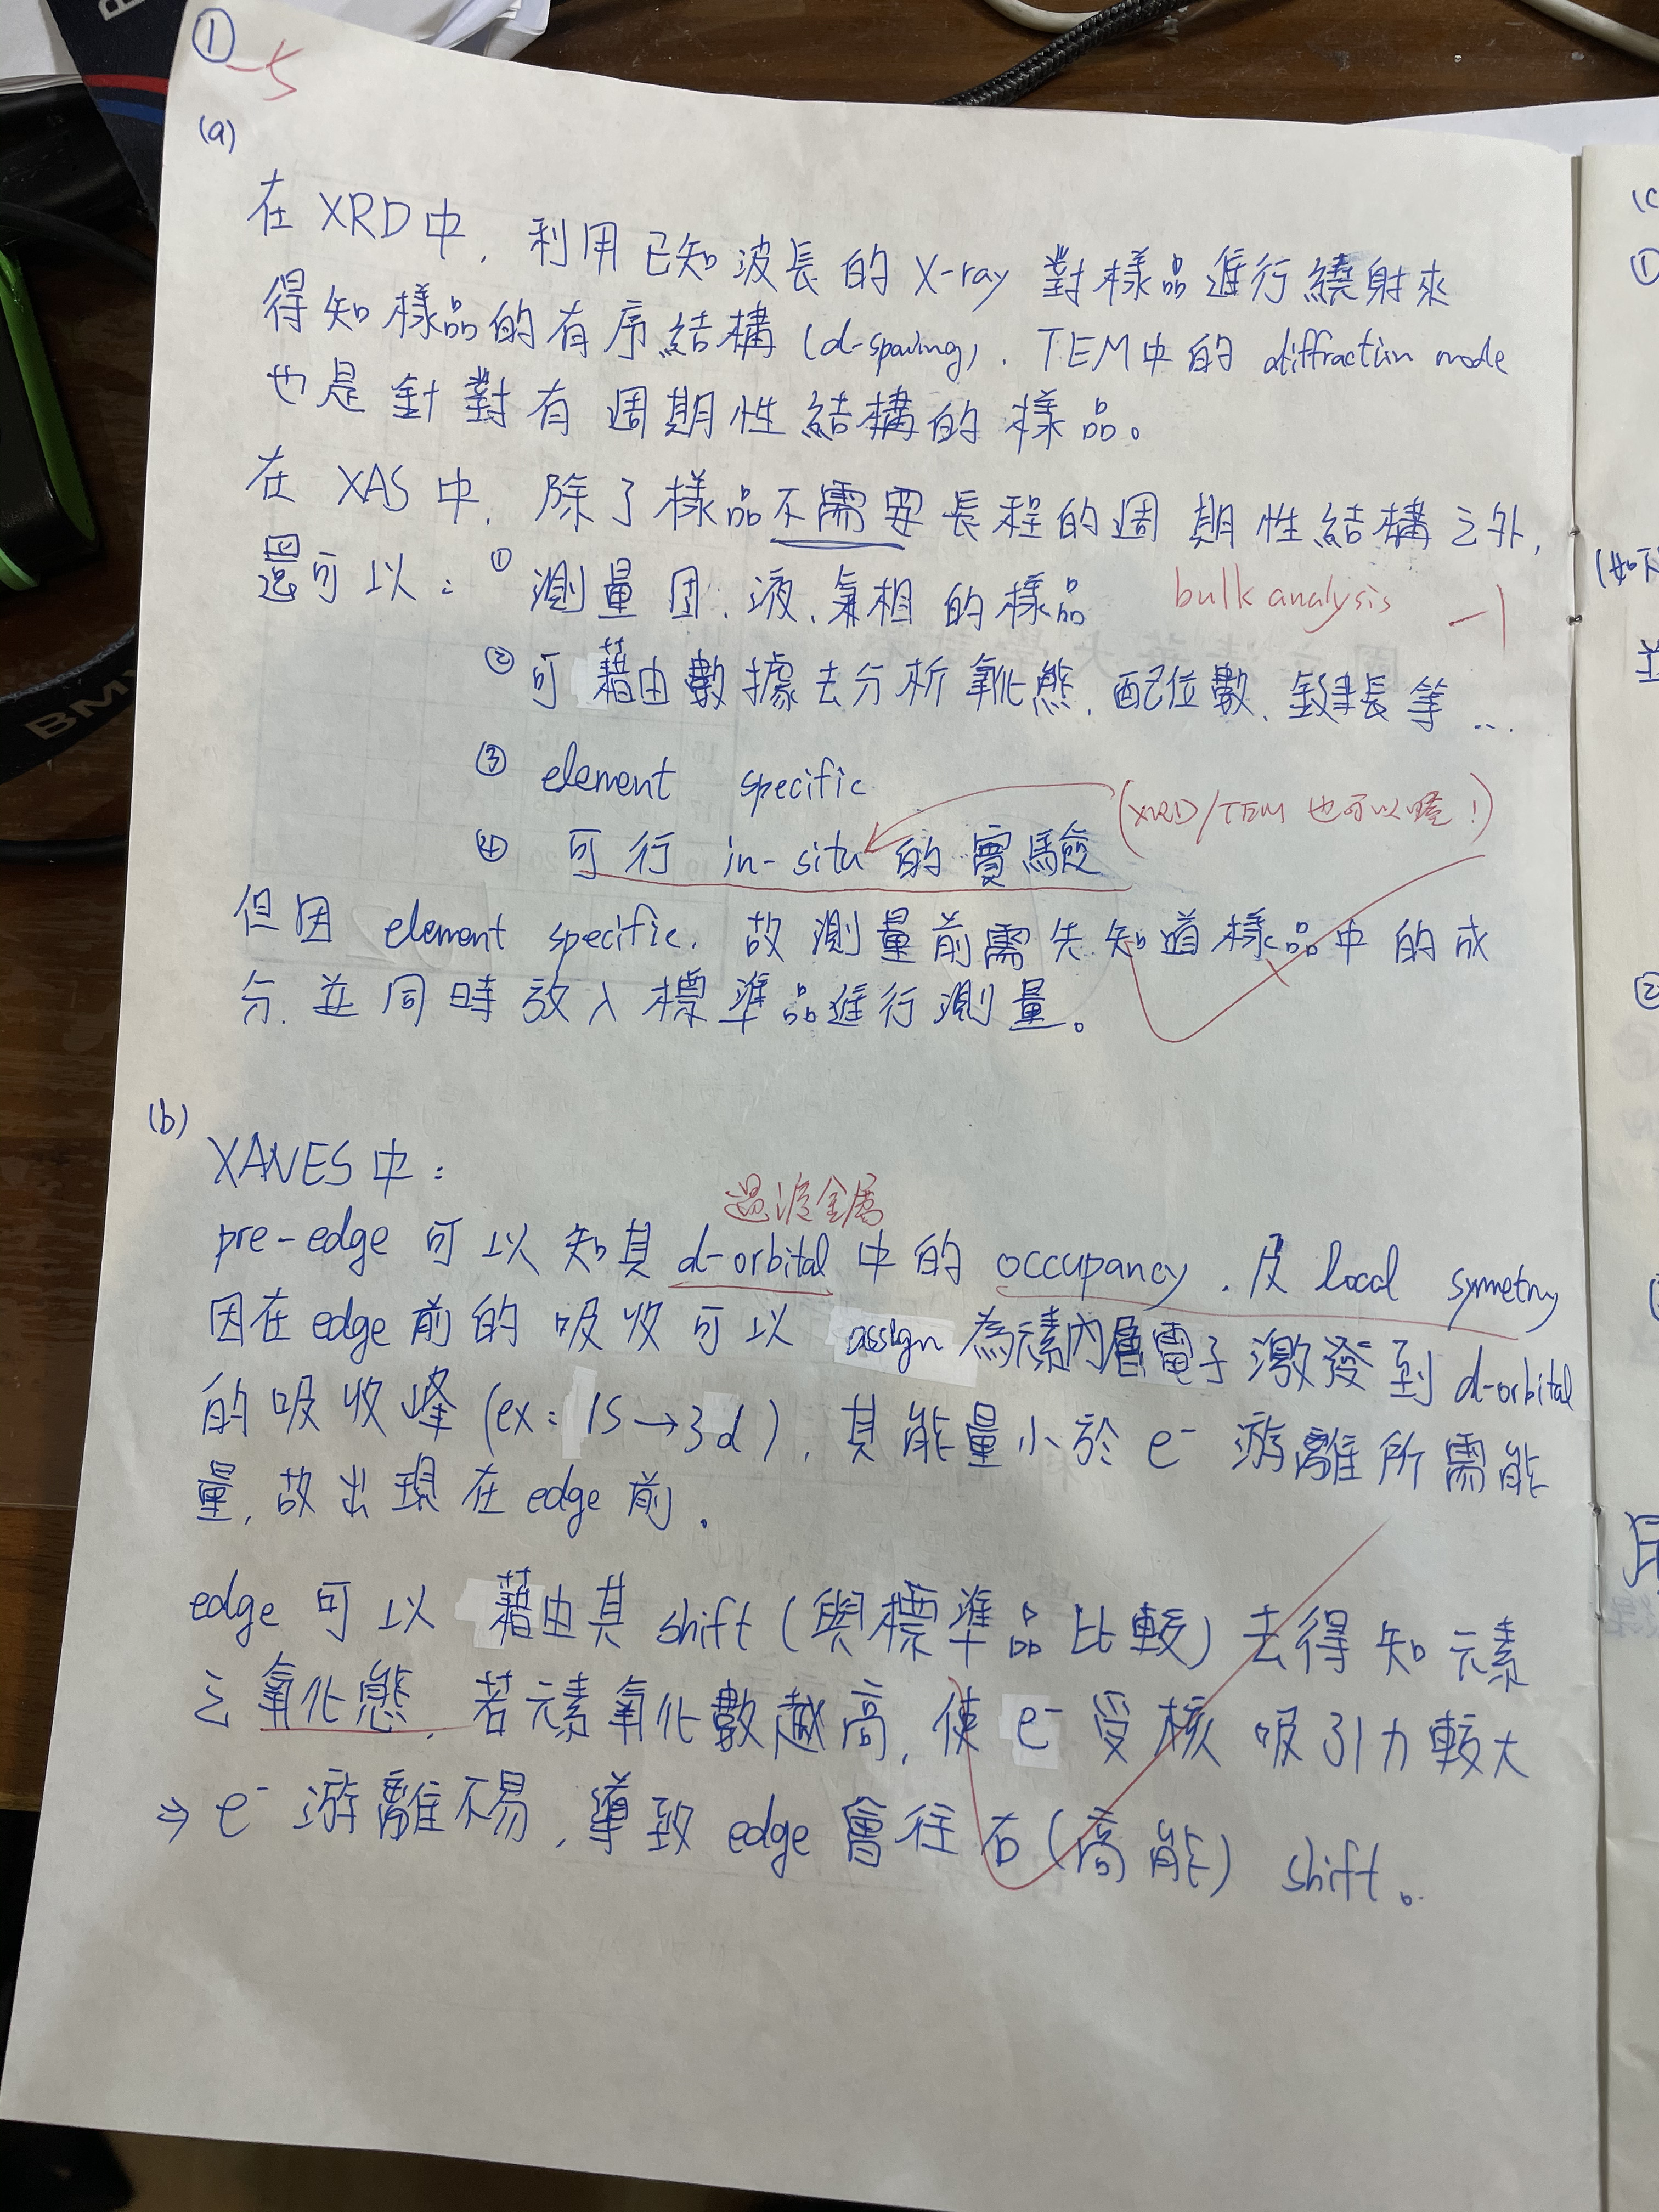 ①
-5
(a)
在 XRD 中, 利用已知波長的 X-ray 對樣品進行繞射來
得知樣品的有序結構 (d-spacing). TEM中的 diffraction mode
也是針對有週期性結構的樣品。
在 XAS 中, 除了樣品不需要長程的週期性結構之外,
還可以: ① 測量固、液、氣相的樣品
bulk analysis -1
② 可藉由數據去分析氧化態、配位數、鍵長等...
③ element specific
(XRD/TEM 也可以喔!)
④ 可行 in-situ 的實驗
但因 element specific. 故測量前需先知道樣品中的成
分. 並同時放入標準品進行測量。
(b)
XANES 中:
過渡金屬
pre-edge 可以知其 d-orbital 中的 occupancy. 及 local symetry
因在 edge 前的吸收可以 assign 為元素內層電子激發到 d-orbital
的吸收峰 (ex: 1s→3d), 其能量小於 e⁻ 游離所需能
量, 故出現在 edge 前.
edge 可以藉由其 shift (與標準品比較) 去得知元素
之氧化態, 若元素氧化數越高, 使 e⁻ 受核吸引力較大
⇒ e⁻ 游離不易, 導致 edge 會往右(高能) shift。
BMW
①
②